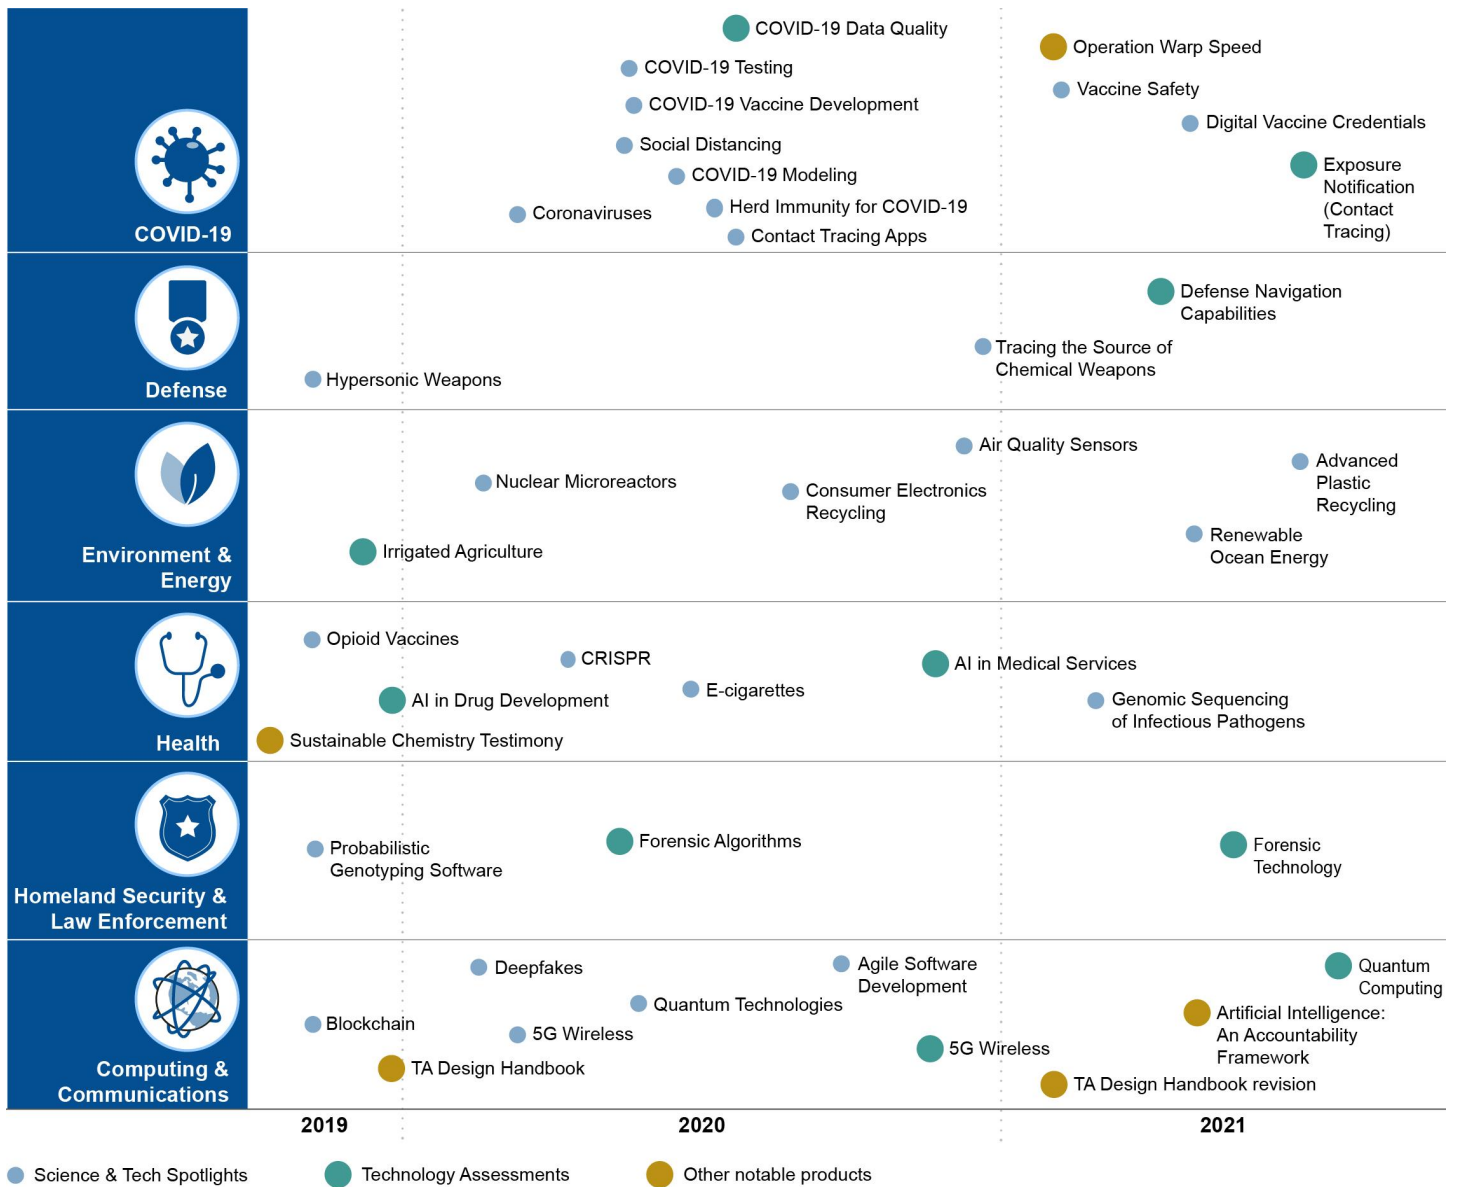 COVID-19 Data Quality
COVID-19 Testing
COVID-19 Vaccine Development
Social Distancing
COVID-19 Modeling
Coronaviruses
Herd Immunity for COVID-19
Contact Tracing Apps
Operation Warp Speed
Vaccine Safety
Digital Vaccine Credentials
Exposure
Notification
(Contact
Tracing)
COVID-19
Defense Navigation
Capabilities
Tracing the Source of
Chemical Weapons
Hypersonic Weapons
Defense
Air Quality Sensors
Nuclear Microreactors
Consumer Electronics
Recycling
Advanced
Plastic
Recycling
Irrigated Agriculture
Renewable
Ocean Energy
Environment &
Energy
Opioid Vaccines
CRISPR
AI in Medical Services
E-cigarettes
AI in Drug Development
Genomic Sequencing
of Infectious Pathogens
Sustainable Chemistry Testimony
Health
Probabilistic
Genotyping Software
Forensic Algorithms
Forensic
Technology
Homeland Security &
Law Enforcement
Deepfakes
Agile Software
Development
Quantum
Computing
Quantum Technologies
Blockchain
5G Wireless
Artificial Intelligence:
An Accountability
Framework
5G Wireless
TA Design Handbook
TA Design Handbook revision
Computing &
Communications
2019
2020
2021
Science & Tech Spotlights
Technology Assessments
Other notable products